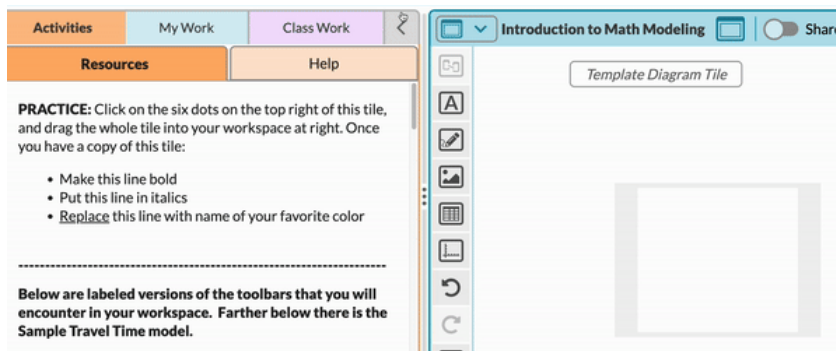 Activities My Work Class Work
Introduction to Math Modeling
Resources Help
Template Diagram Tile
PRACTICE: Click on the six dots on the top right of this tile,
and drag the whole tile into your workspace at right. Once
you have a copy of this tile:
• Make this line bold
• Put this line in italics
• Replace this line with name of your favorite color
------------------------------------------------------------------------
Below are labeled versions of the toolbars that you will
encounter in your workspace. Farther below there is the
Sample Travel Time model.
A